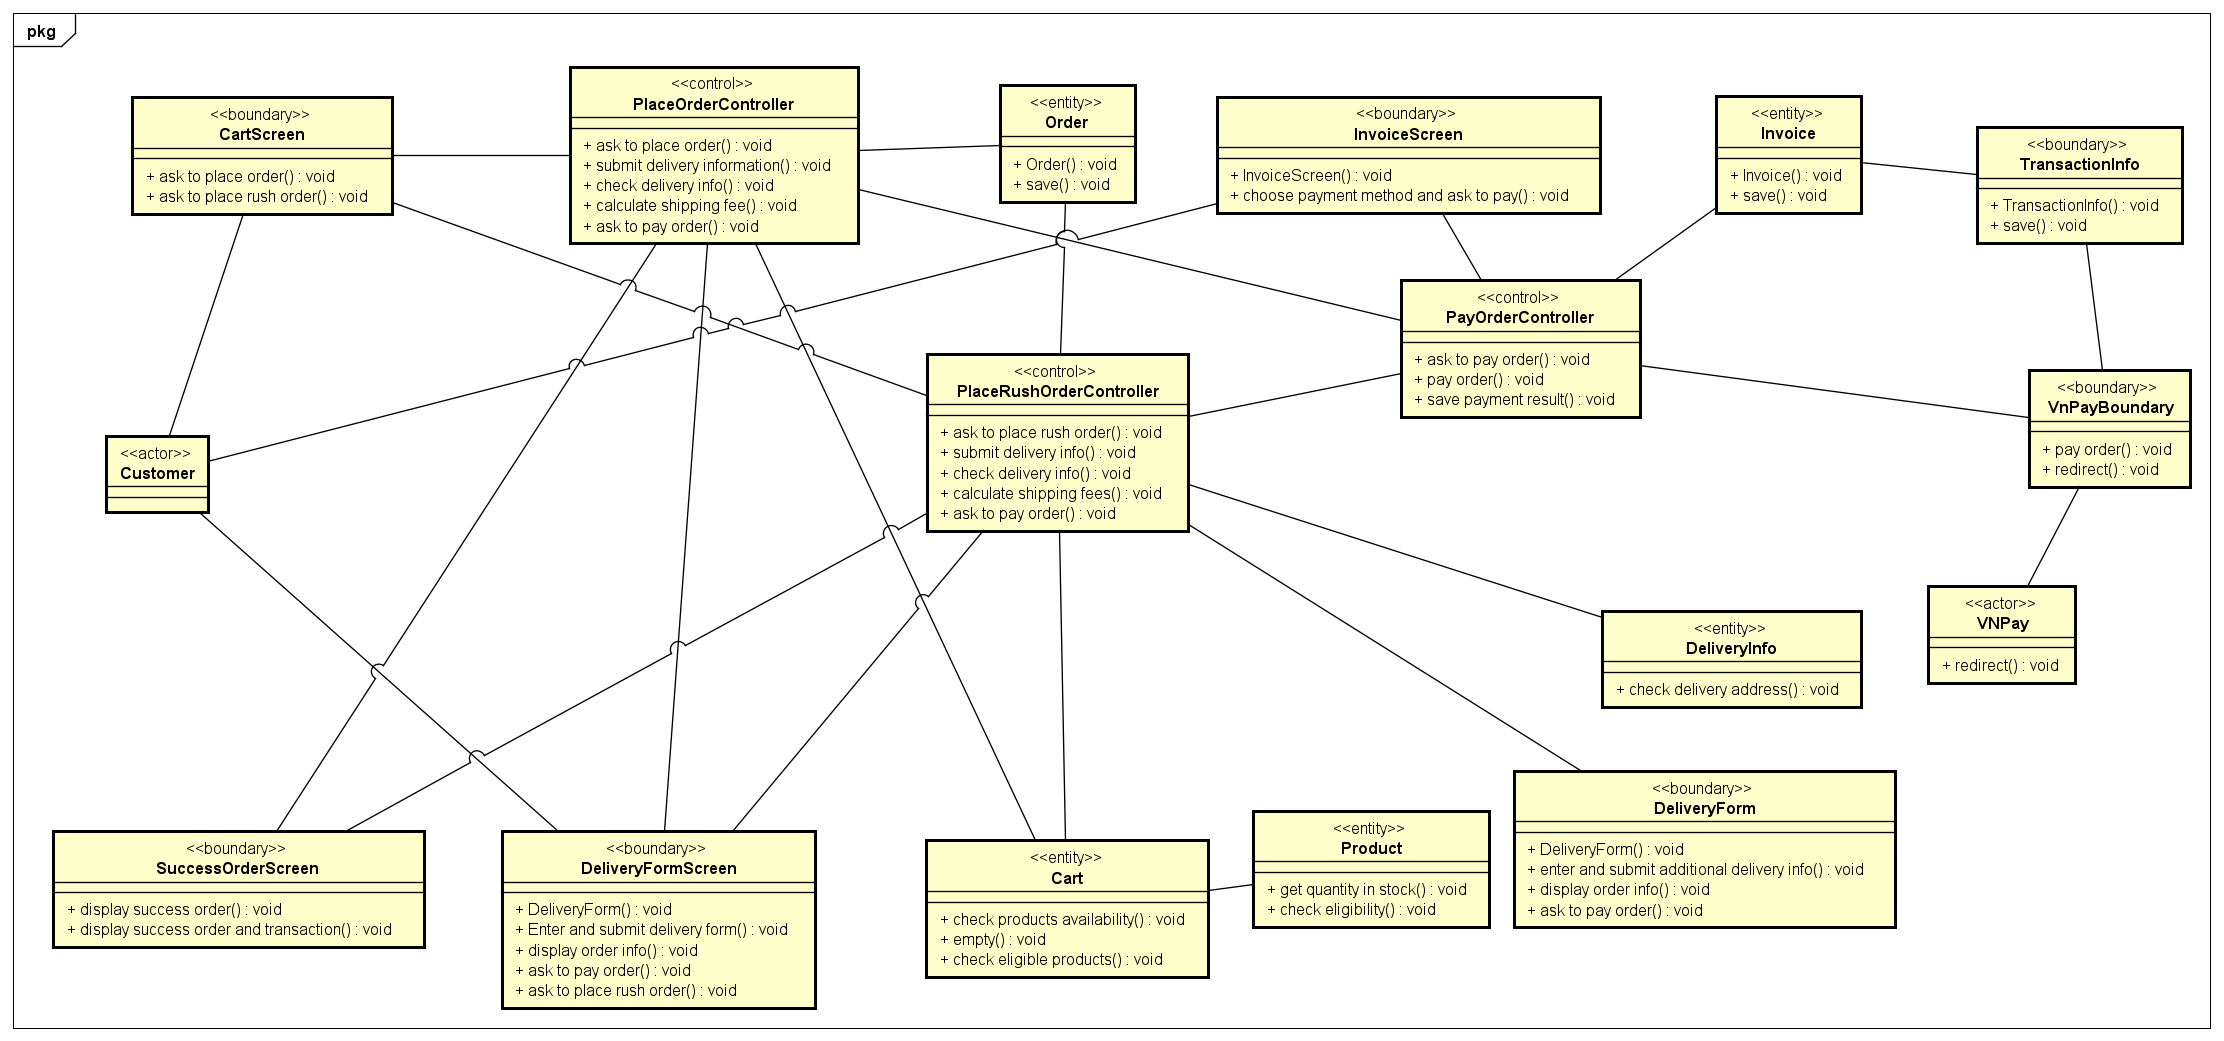 pkg
<<boundary>>
CartScreen
+ ask to place order() : void
+ ask to place rush order() : void
<<control>>
PlaceOrderController
+ ask to place order() : void
+ submit delivery information() : void
+ check delivery info() : void
+ calculate shipping fee() : void
+ ask to pay order() : void
<<entity>>
Order
+ Order() : void
+ save() : void
<<boundary>>
InvoiceScreen
+ InvoiceScreen() : void
+ choose payment method and ask to pay() : void
<<entity>>
Invoice
+ Invoice() : void
+ save() : void
<<boundary>>
TransactionInfo
+ TransactionInfo() : void
+ save() : void
<<control>>
PayOrderController
+ ask to pay order() : void
+ pay order() : void
+ save payment result() : void
<<control>>
PlaceRushOrderController
+ ask to place rush order() : void
+ submit delivery info() : void
+ check delivery info() : void
+ calculate shipping fees() : void
+ ask to pay order() : void
<<boundary>>
VnPayBoundary
+ pay order() : void
+ redirect() : void
<<actor>>
Customer
<<actor>>
VNPay
+ redirect() : void
<<entity>>
DeliveryInfo
+ check delivery address() : void
<<boundary>>
SuccessOrderScreen
+ display success order() : void
+ display success order and transaction() : void
<<boundary>>
DeliveryFormScreen
+ DeliveryForm() : void
+ Enter and submit delivery form() : void
+ display order info() : void
+ ask to pay order() : void
+ ask to place rush order() : void
<<entity>>
Cart
+ check products availability() : void
+ empty() : void
+ check eligible products() : void
<<entity>>
Product
+ get quantity in stock() : void
+ check eligibility() : void
<<boundary>>
DeliveryForm
+ DeliveryForm() : void
+ enter and submit additional delivery info() : void
+ display order info() : void
+ ask to pay order() : void